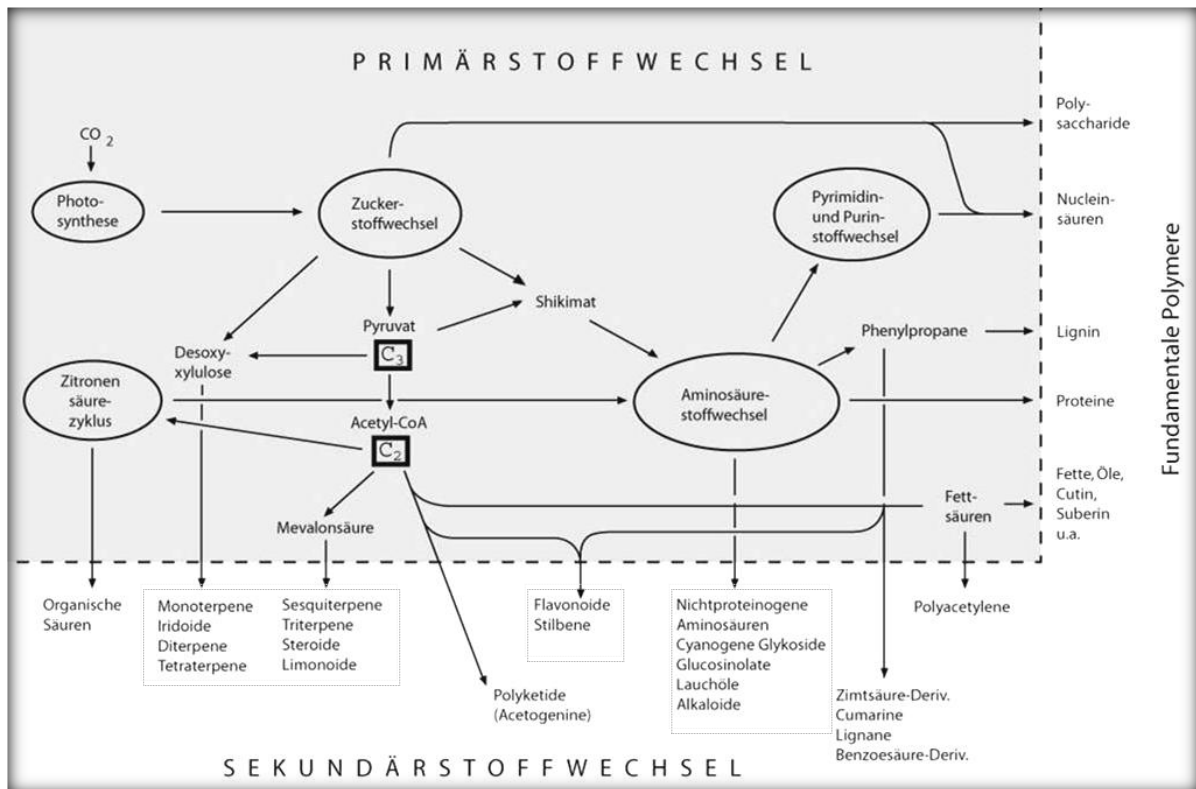 PRIMÄRSTOFFWECHSEL
CO 2
Photo-
synthese
Zucker-
stoffwechsel
Pyrimidin-
und Purin-
stoffwechsel
Poly-
saccharide
Nuclein-
säuren
Shikimat
Pyruvat
C3
Desoxy-
xylulose
Phenylpropane
Lignin
Zitronen
säure-
zyklus
Aminosäure-
stoffwechsel
Proteine
Acetyl-CoA
C2
Mevalonsäure
Fett-
säuren
Fette, Öle,
Cutin,
Suberin
u.a.
Fundamentale Polymere
Organische
Säuren
Monoterpene
Iridoide
Diterpene
Tetraterpene
Sesquiterpene
Triterpene
Steroide
Limonoide
Flavonoide
Stilbene
Nichtproteinogene
Aminosäuren
Cyanogene Glykoside
Glucosinolate
Lauchöle
Alkaloide
Polyacetylene
Polyketide
(Acetogenine)
Zimtsäure-Deriv.
Cumarine
Lignane
Benzoesäure-Deriv.
SEKUNDÄRSTOFFWECHSEL